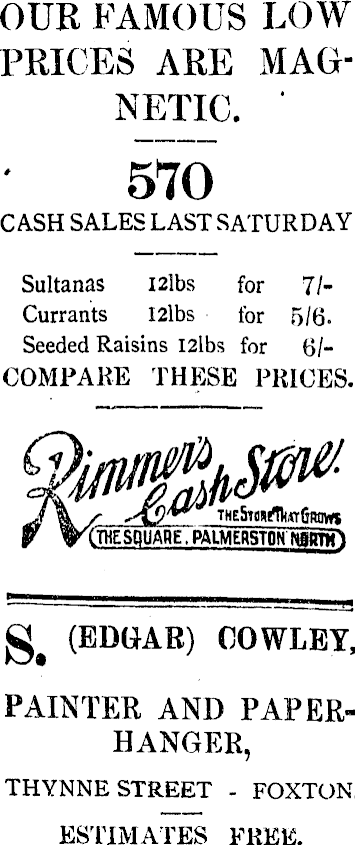 OUR FAMOUS LOW
PRICES ARE MAG-
NETIC.
570
CASH SALES LAST SATURDAY
Sultanas 12lbs for 7/-
Currants 12lbs for 5/6.
Seeded Raisins 12lbs for 6/-
COMPARE THESE PRICES.
Rimmer's
Cash Store!
THE STORE THAT GROWS
THE SQUARE, PALMERSTON NORTH
S. (EDGAR) COWLEY,
PAINTER AND PAPER-
HANGER,
THYNNE STREET - FOXTON
ESTIMATES FREE.